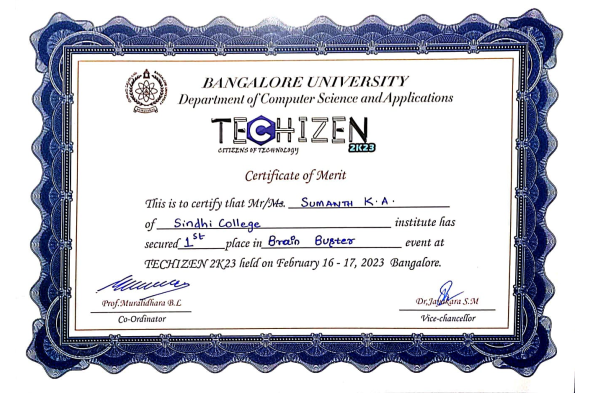 BANGALORE UNIVERSITY
Department of Computer Science and Applications
TECHIZEN
CITIZENS OF TECHNOLOGY 2K23
Certificate of Merit
This is to certify that Mr/Ms. SUMANTH K.A.
of Sindhi College institute has
secured 1st place in Brain Buster event at
TECHIZEN 2K23 held on February 16 - 17, 2023 Bangalore.
Prof.Muralidhara B.L Dr,Jayakara S.M
Co-Ordinator Vice-chancellor